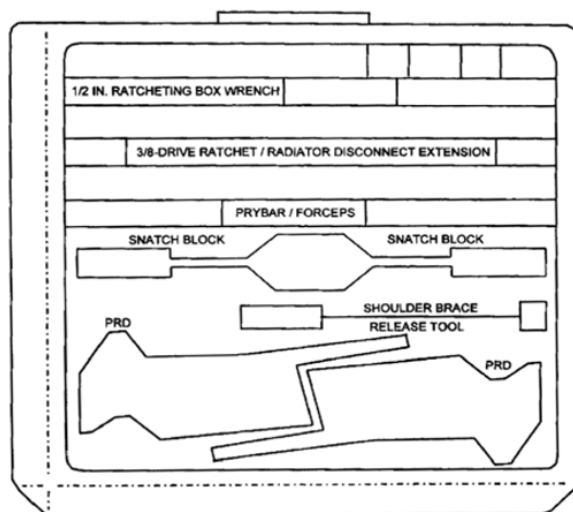 1/2 IN. RATCHETING BOX WRENCH
3/8-DRIVE RATCHET / RADIATOR DISCONNECT EXTENSION
PRYBAR / FORCEPS
SNATCH BLOCK SNATCH BLOCK
SHOULDER BRACE
PRD
RELEASE TOOL
PRD